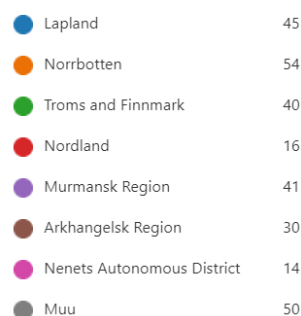 Lapland 45
Norrbotten 54
Troms and Finnmark 40
Nordland 16
Murmansk Region 41
Arkhangelsk Region 30
Nenets Autonomous District 14
Muu 50